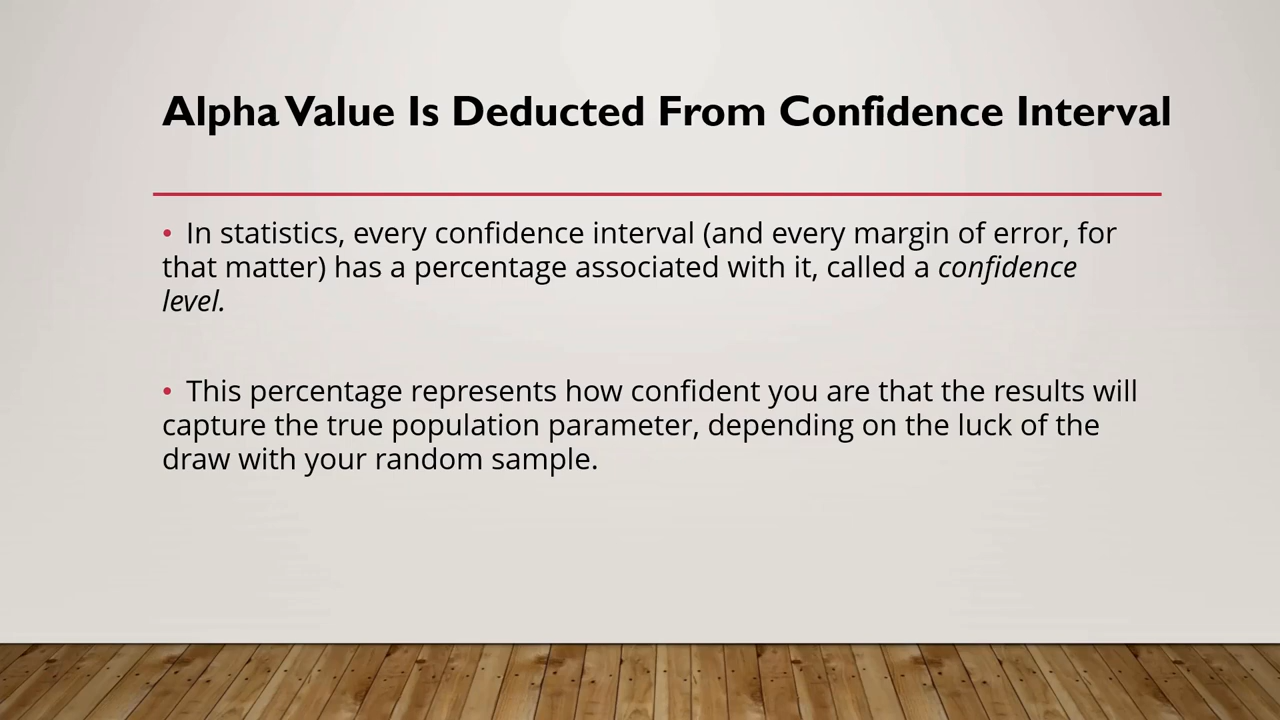 Alpha Value Is Deducted From Confidence Interval
• In statistics, every confidence interval (and every margin of error, for
that matter) has a percentage associated with it, called a confidence
level.
• This percentage represents how confident you are that the results will
capture the true population parameter, depending on the luck of the
draw with your random sample.